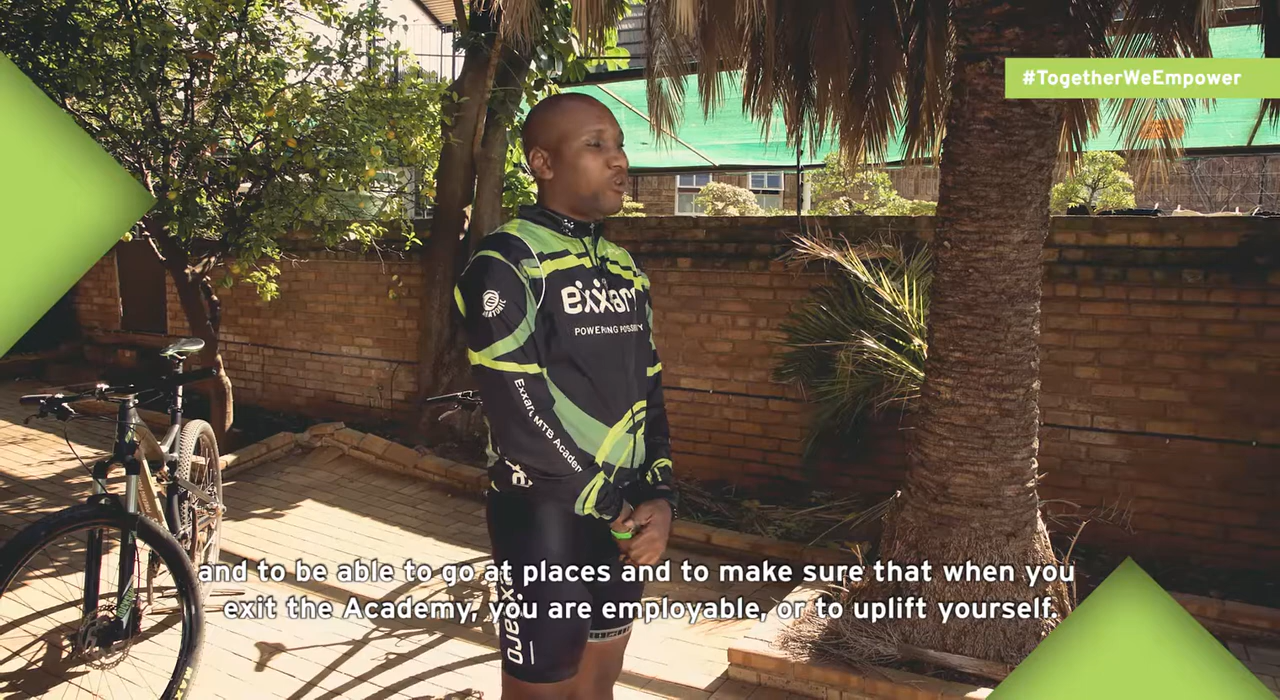 #TogetherWeEmpower
exxaro
POWERING POSSIBILITY
Exxaro MTB Academy
and to be able to go at places and to make sure that when you
exit the Academy, you are employable, or to uplift yourself.